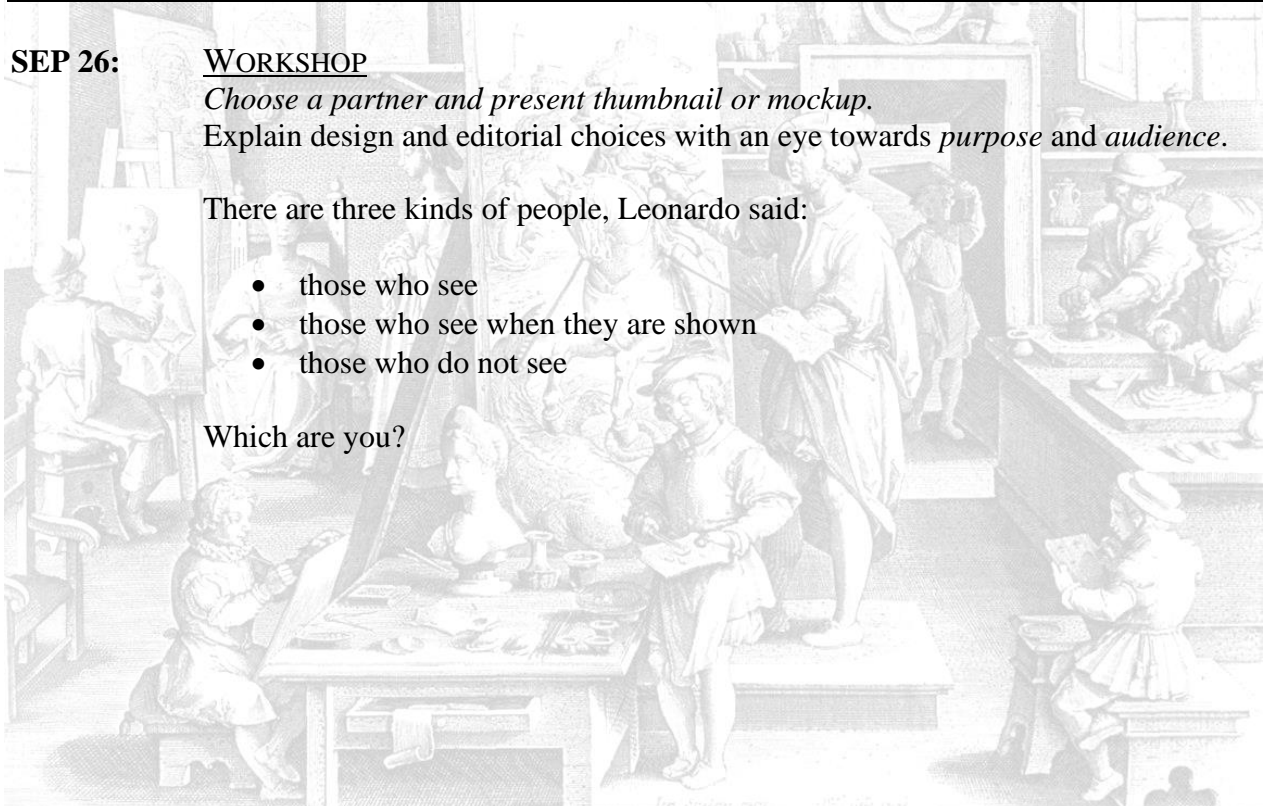 SEP 26: WORKSHOP
Choose a partner and present thumbnail or mockup.
Explain design and editorial choices with an eye towards purpose and audience.
There are three kinds of people, Leonardo said:
• those who see
• those who see when they are shown
• those who do not see
Which are you?